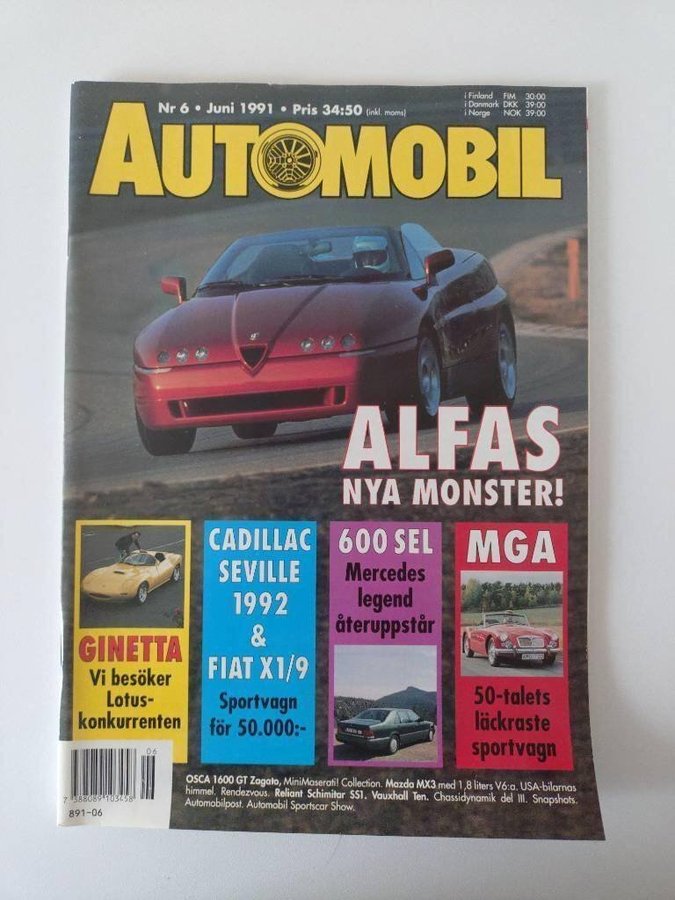 Nr 6 • Juni 1991 • Pris 34:50 (inkl. moms)
i Finland FIM 30:00
i Danmark DKK 39:00
i Norge NOK 39:00
AUTOMOBIL
ALFAS
NYA MONSTER!
GINETTA
Vi besöker
Lotus-
konkurrenten
CADILLAC
SEVILLE
1992
&
FIAT X1/9
Sportvagn
för 50.000:-
600 SEL
Mercedes
legend
återuppstår
MGA
50-talets
läckraste
sportvagn
OSCA 1600 GT Zagato, MiniMaserati! Collection. Mazda MX3 med 1,8 liters V6:a. USA-bilarnas
himmel. Rendezvous. Reliant Schimitar SS1. Vauxhall Ten. Chassidynamik del III. Snapshots.
Automobilpost. Automobil Sportscar Show.
06
7 388089 103458
891-06